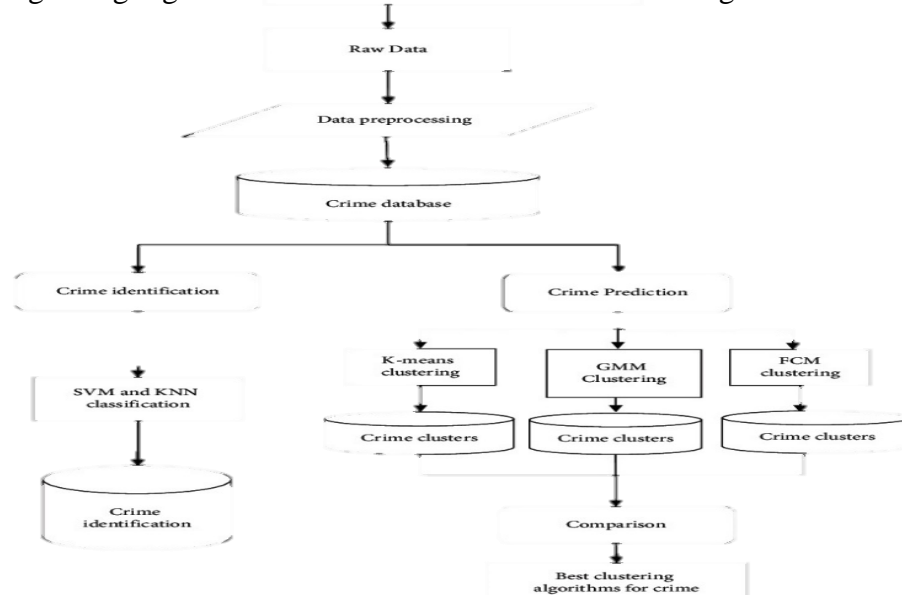 Raw Data
Data preprocessing
Crime database
Crime identification
Crime Prediction
K-means
clustering
GMM
Clustering
FCM
clustering
SVM and KNN
classification
Crime clusters
Crime clusters
Crime clusters
Crime
identification
Comparison
Best clustering
algorithms for crime